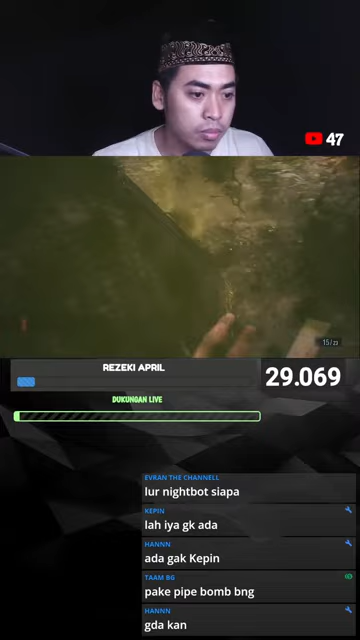 47
15/23
REZEKI APRIL
29.069
DUKUNGAN LIVE
EVRAN THE CHANNELL
lur nightbot siapa
KEPIN
lah iya gk ada
HANNN
ada gak Kepin
TAAM BG
pake pipe bomb bng
HANNN
gda kan